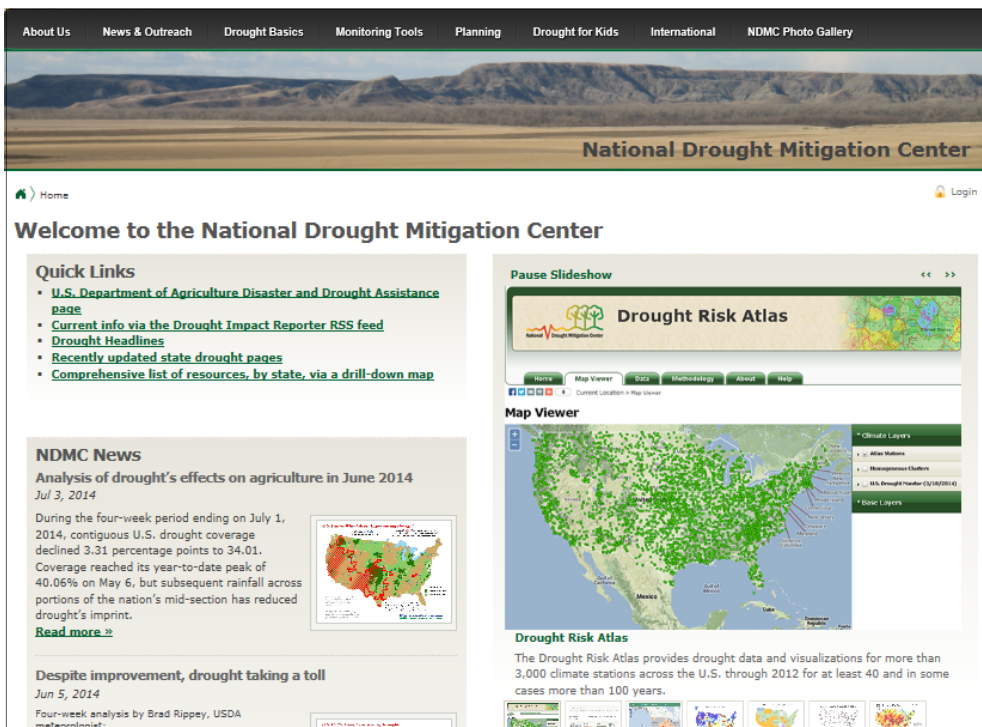 About Us News & Outreach Drought Basics Monitoring Tools Planning Drought for Kids International NDMC Photo Gallery
National Drought Mitigation Center
Home
Login
Welcome to the National Drought Mitigation Center
Quick Links
U.S. Department of Agriculture Disaster and Drought Assistance
page
Current info via the Drought Impact Reporter RSS feed
Drought Headlines
Recently updated state drought pages
Comprehensive list of resources, by state, via a drill-down map
NDMC News
Analysis of drought's effects on agriculture in June 2014
Jul 3, 2014
During the four-week period ending on July 1,
2014, contiguous U.S. drought coverage
declined 3.31 percentage points to 34.01.
Coverage reached its year-to-date peak of
40.06% on May 6, but subsequent rainfall across
portions of the nation's mid-section has reduced
drought's imprint.
Read more »
Despite improvement, drought taking a toll
Jun 5, 2014
Four-week analysis by Brad Rippey, USDA
meteorologist:
Pause Slideshow << >>
Drought Risk Atlas
National Drought Mitigation Center
Home Map Viewer Data Methodology About Help
Current Location > Map Viewer
Map Viewer
Climate Layers
Atlas Stations
Homogeneous Clusters
U.S. Drought Monitor (3/18/2014)
Base Layers
Gulf of
California
Mexico
Gulf of
Mexico
Cuba
Dominican
Republic
Drought Risk Atlas
The Drought Risk Atlas provides drought data and visualizations for more than
3,000 climate stations across the U.S. through 2012 for at least 40 and in some
cases more than 100 years.